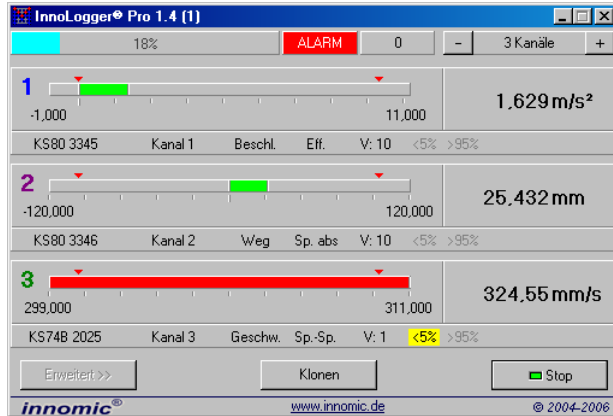 InnoLogger® Pro 1.4 (1)
18% ALARM 0 - 3 Kanäle +
1
-1,000 11,000 1,629 m/s²
KS80 3345 Kanal 1 Beschl. Eff. V: 10 <5% >95%
2
-120,000 120,000 25,432 mm
KS80 3346 Kanal 2 Weg Sp. abs V: 10 <5% >95%
3
299,000 311,000 324,55 mm/s
KS74B 2025 Kanal 3 Geschw. Sp.-Sp. V: 1 <5% >95%
Erweitert >> Klonen Stop
innomic® www.innomic.de © 2004-2006